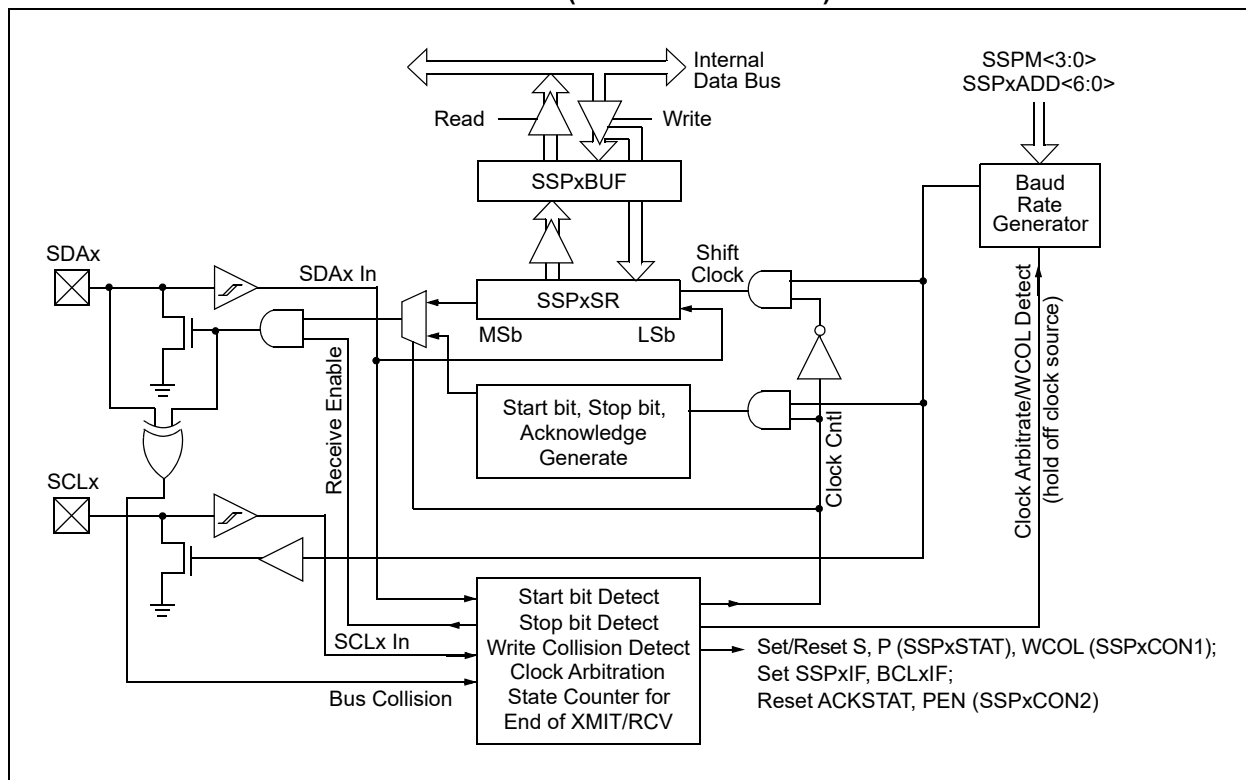 Internal
Data Bus
SSPM<3:0>
SSPxADD<6:0>
Read
Write
SSPxBUF
Baud
Rate
Generator
SDAx
SDAx In
Shift
Clock
SSPxSR
MSb
LSb
Receive Enable
Start bit, Stop bit,
Acknowledge
Generate
Clock Cntl
Clock Arbitrate/WCOL Detect
(hold off clock source)
SCLx
SCLx In
Bus Collision
Start bit Detect
Stop bit Detect
Write Collision Detect
Clock Arbitration
State Counter for
End of XMIT/RCV
Set/Reset S, P (SSPxSTAT), WCOL (SSPxCON1);
Set SSPxIF, BCLxIF;
Reset ACKSTAT, PEN (SSPxCON2)